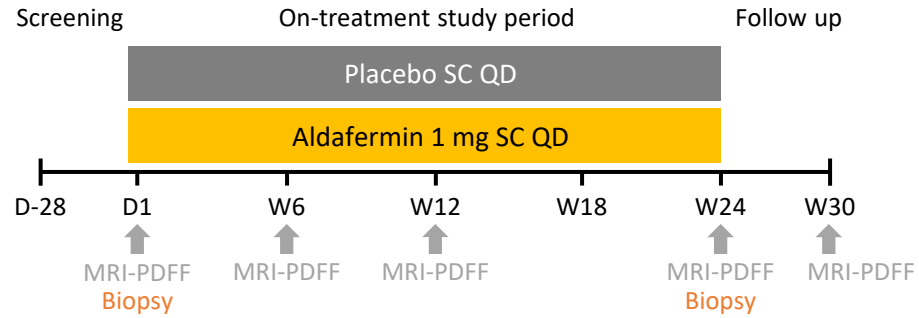 Screening On-treatment study period Follow up
Placebo SC QD
Aldafermin 1 mg SC QD
D-28 D1 W6 W12 W18 W24 W30
MRI-PDFF MRI-PDFF MRI-PDFF MRI-PDFF MRI-PDFF
Biopsy Biopsy